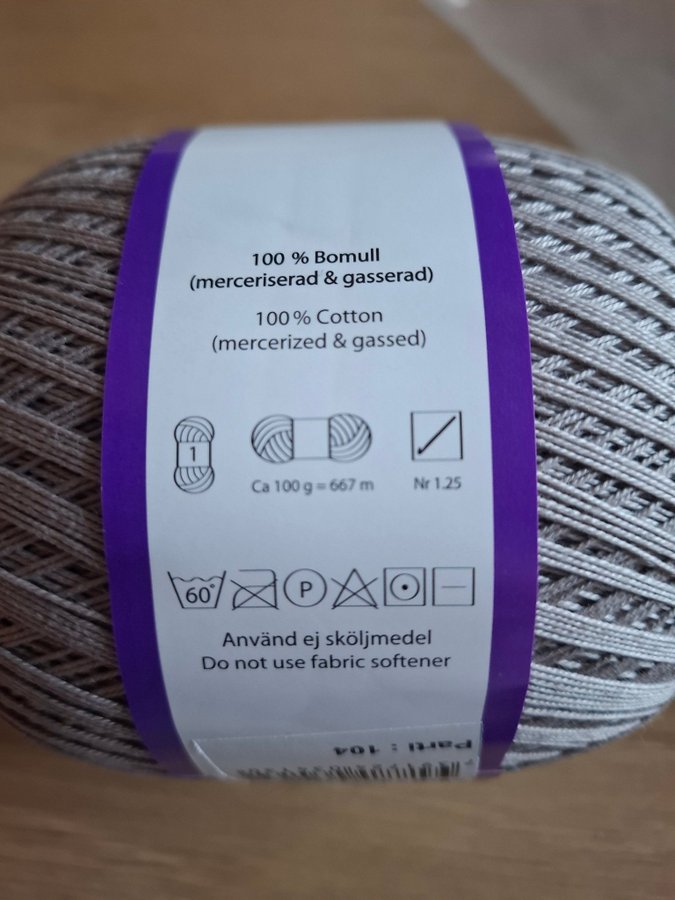 100 % Bomull
(merceriserad & gasserad)
100 % Cotton
(mercerized & gassed)
1
Ca 100 g = 667 m
Nr 1.25
60°
P
Använd ej sköljmedel
Do not use fabric softener
Parti : 104